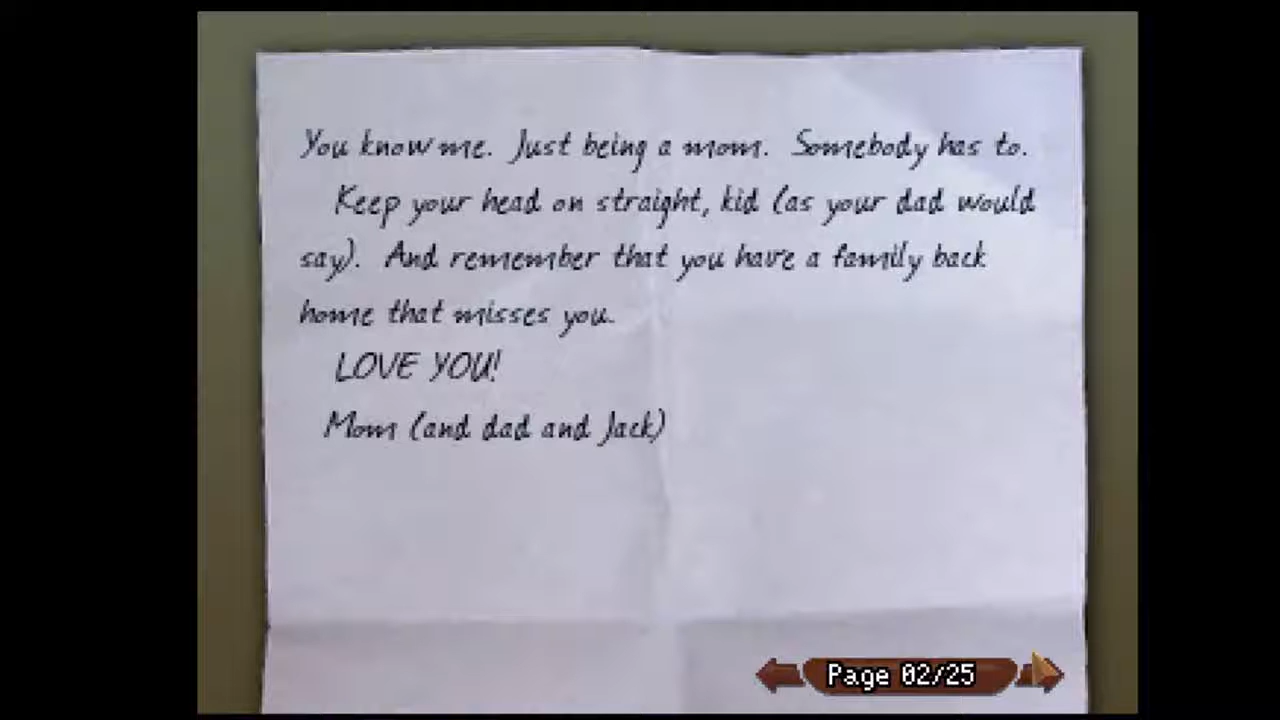 You know me. Just being a mom. Somebody has to.
Keep your head on straight, kid (as your dad would
say). And remember that you have a family back
home that misses you.
LOVE YOU!
Mom (and dad and Jack)
Page 02/25